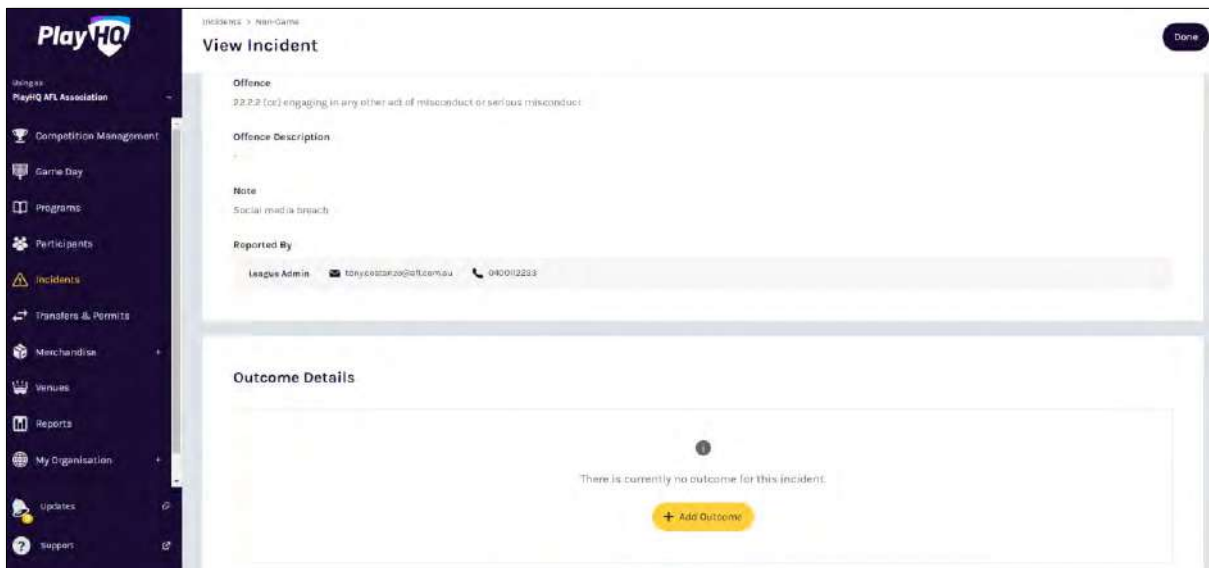 PlayHQ
Using as
PlayHQ AFL Association
Competition Management
Game Day
Programs
Participants
Incidents
Transfers & Permits
Merchandise +
Venues
Reports
My Organisation +
Updates
Support
Incidents > Non-Game
View Incident
Done
Offence
22.2.2 (cc) engaging in any other act of misconduct or serious misconduct
Offence Description
-
Note
Social media breach
Reported By
League Admin tony.costanzo@afl.com.au
Outcome Details
There is currently no outcome for this incident.
+ Add Outcome